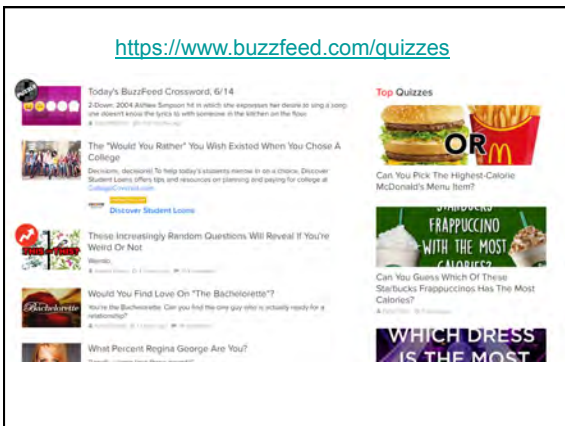 https://www.buzzfeed.com/quizzes
Today's BuzzFeed Crossword, 6/14
2-Down: 2004 Ashlee Simpson hit in which she expresses her desire to sing a song
she doesn't know the lyrics to with someone in the kitchen on the floor
The "Would You Rather" You Wish Existed When You Chose A
College
Decisions, decisions! To help today's students narrow in on a choice, Discover
Student Loans offers tips and resources on planning and paying for college at
Discover Student Loans
THIS or THAT?
These Increasingly Random Questions Will Reveal If You're
Weird Or Not
Weirdo.
Bachelorette
Would You Find Love On "The Bachelorette"?
You're the Bachelorette. Can you find the one guy who is actually ready for a
relationship?
What Percent Regina George Are You?
Top Quizzes
OR
Can You Pick The Highest-Calorie
McDonald's Menu Item?
STARBUCKS
FRAPPUCCINO
WITH THE MOST
CALORIES?
Can You Guess Which Of These
Starbucks Frappuccinos Has The Most
Calories?
WHICH DRESS
IS THE MOST